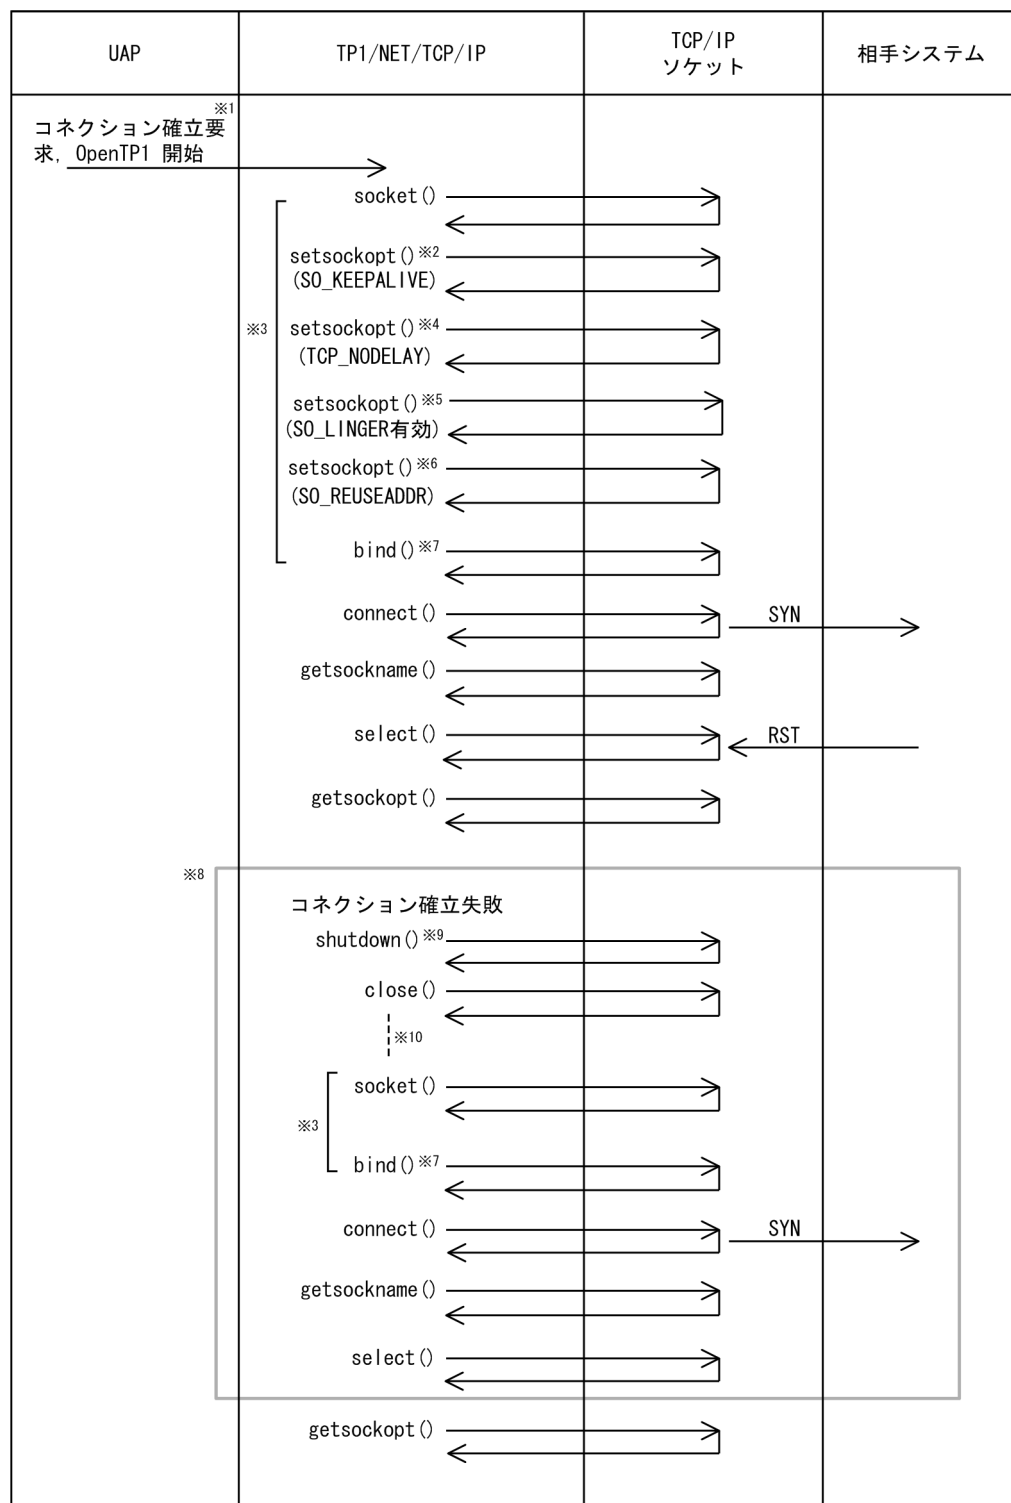 UAP
TP1/NET/TCP/IP
TCP/IP
ソケット
相手システム
※1
コネクション確立要
求, OpenTP1 開始
socket()
setsockopt()※2
(SO_KEEPALIVE)
※3
setsockopt()※4
(TCP_NODELAY)
setsockopt()※5
(SO_LINGER有効)
setsockopt()※6
(SO_REUSEADDR)
bind()※7
connect()
SYN
getsockname()
select()
RST
getsockopt()
※8
コネクション確立失敗
shutdown()※9
close()
※10
socket()
※3
bind()※7
connect()
SYN
getsockname()
select()
getsockopt()